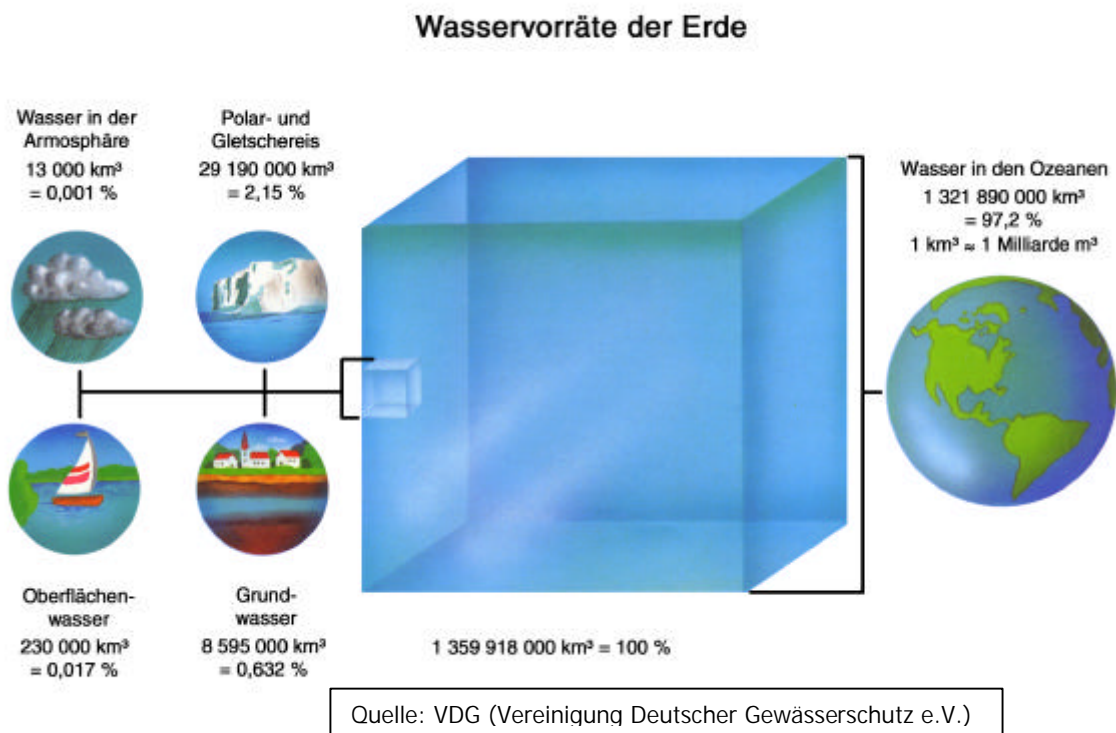 Wasservorräte der Erde
Wasser in der
Armosphäre
13 000 km³
= 0,001 %
Polar- und
Gletschereis
29 190 000 km³
= 2,15 %
Wasser in den Ozeanen
1 321 890 000 km³
= 97,2 %
1 km³ ≈ 1 Milliarde m³
Oberflächen-
wasser
230 000 km³
= 0,017 %
Grund-
wasser
8 595 000 km³
= 0,632 %
1 359 918 000 km³ = 100 %
Quelle: VDG (Vereinigung Deutscher Gewässerschutz e.V.)